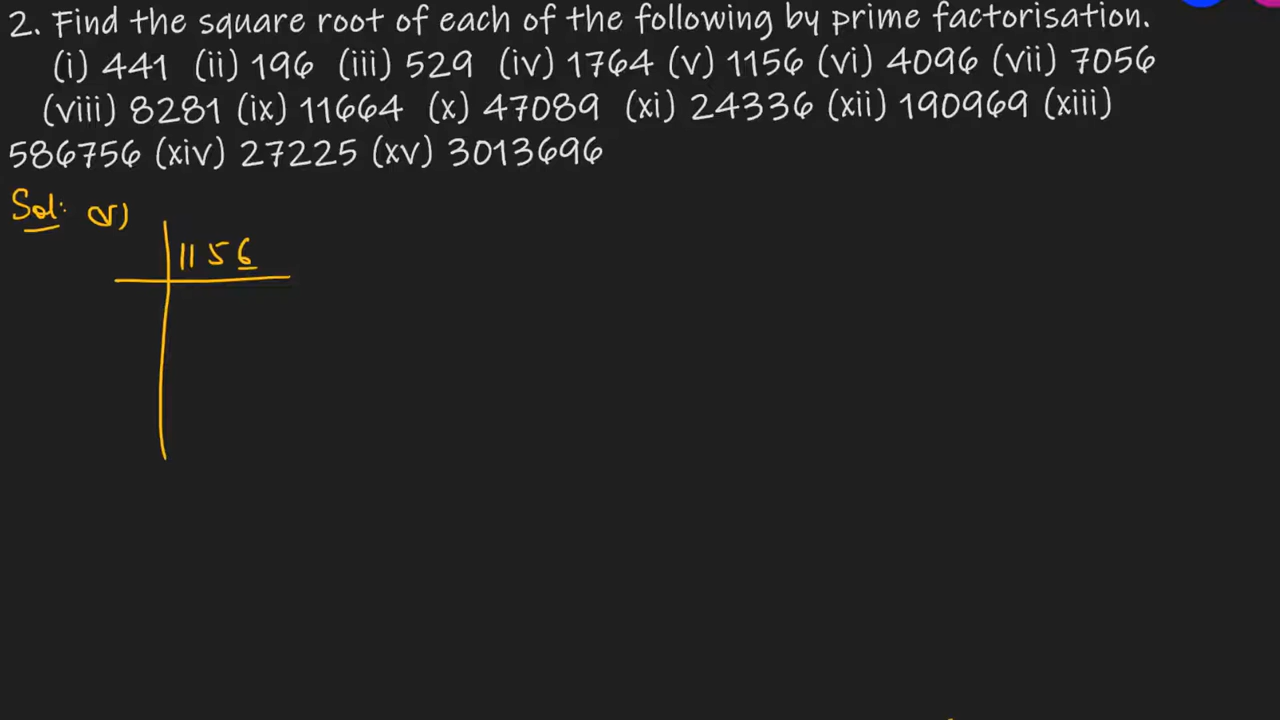 2. Find the square root of each of the following by prime factorisation.
(i) 441 (ii) 196 (iii) 529 (iv) 1764 (v) 1156 (vi) 4096 (vii) 7056
(viii) 8281 (ix) 11664 (x) 47089 (xi) 24336 (xii) 190969 (xiii)
586756 (xiv) 27225 (xv) 3013696
Sol: (v)
1156